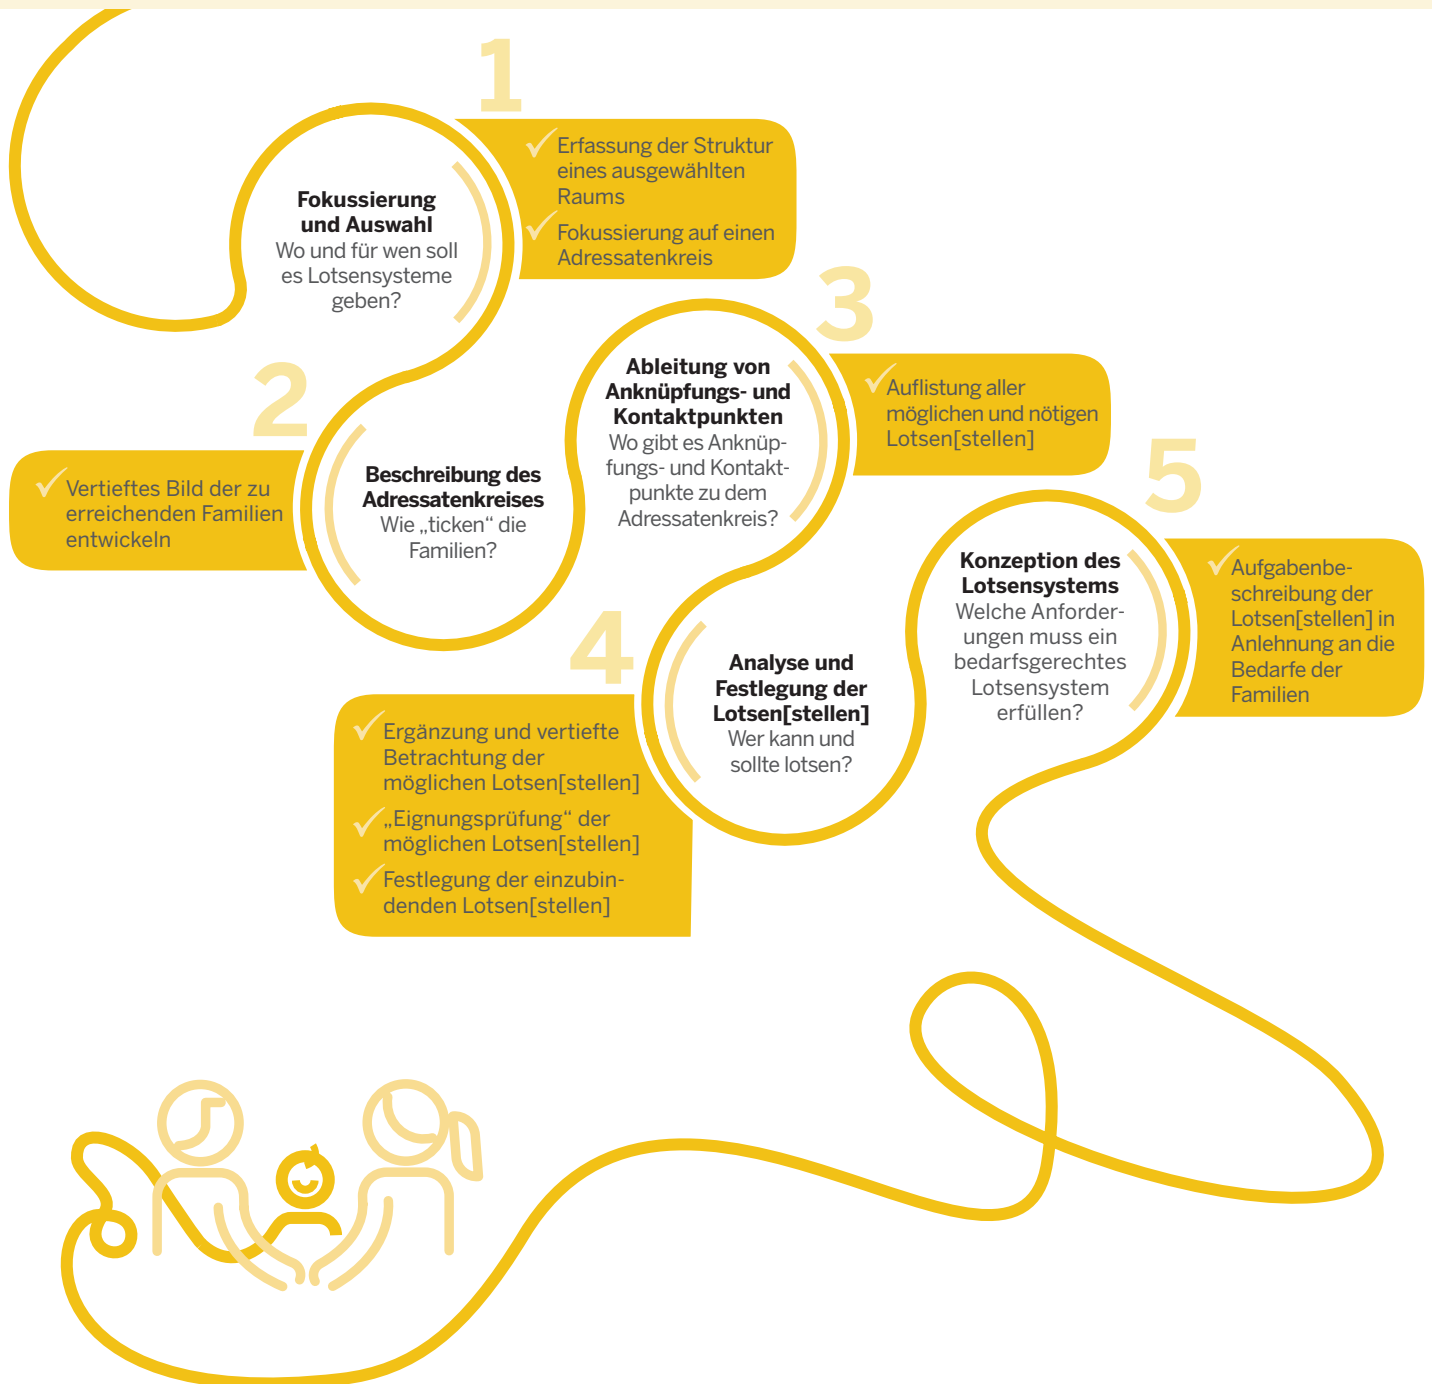 1
Fokussierung
und Auswahl
Wo und für wen soll
es Lotsensysteme
geben?
Erfassung der Struktur
eines ausgewählten
Raums
Fokussierung auf einen
Adressatenkreis
2
Beschreibung des
Adressatenkreises
Wie „ticken“ die
Familien?
Vertieftes Bild der zu
erreichenden Familien
entwickeln
3
Ableitung von
Anknüpfungs- und
Kontaktpunkten
Wo gibt es Anknüp-
fungs- und Kontakt-
punkte zu dem
Adressatenkreis?
Auflistung aller
möglichen und nötigen
Lotsen[stellen]
4
Analyse und
Festlegung der
Lotsen[stellen]
Wer kann und
sollte lotsen?
Ergänzung und vertiefte
Betrachtung der
möglichen Lotsen[stellen]
„Eignungsprüfung“ der
möglichen Lotsen[stellen]
Festlegung der einzubin-
denden Lotsen[stellen]
5
Konzeption des
Lotsensystems
Welche Anforder-
ungen muss ein
bedarfsgerechtes
Lotsensystem
erfüllen?
Aufgabenbe-
schreibung der
Lotsen[stellen] in
Anlehnung an die
Bedarfe der
Familien